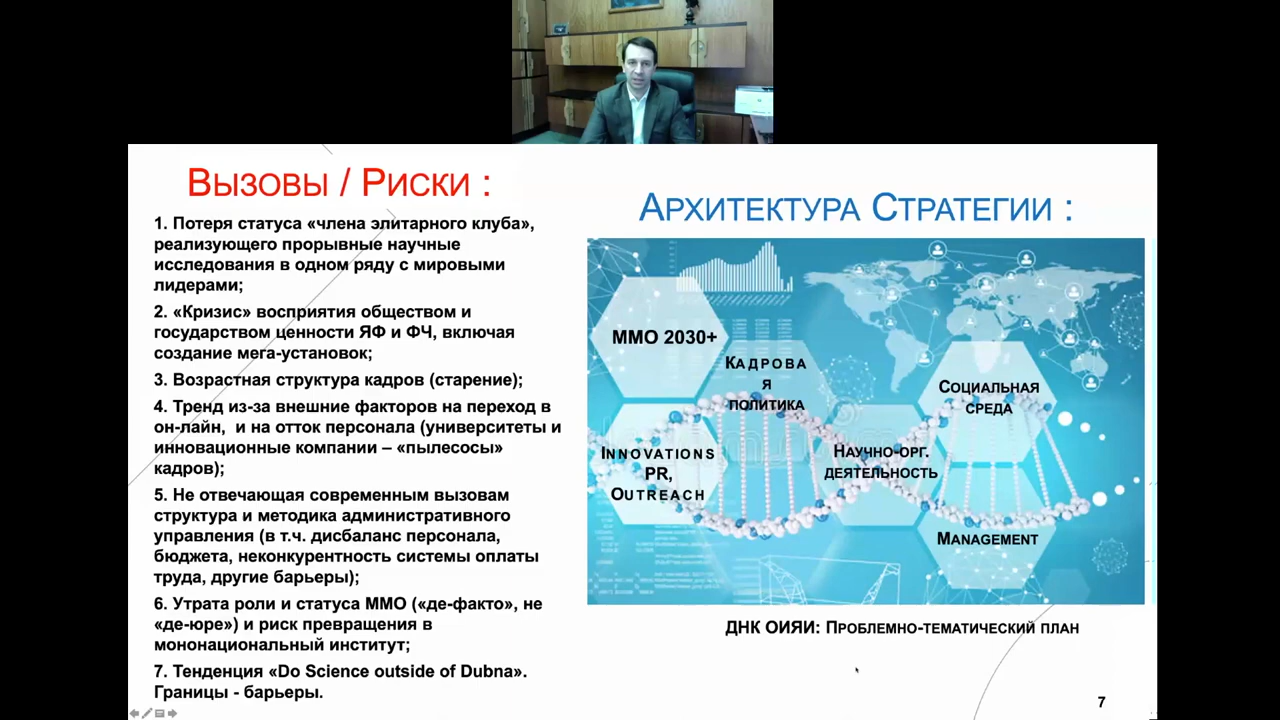 ВЫЗОВЫ / РИСКИ :
1. Потеря статуса «члена элитарного клуба»,
реализующего прорывные научные
исследования в одном ряду с мировыми
лидерами;
2. «Кризис» восприятия обществом и
государством ценности ЯФ и ФЧ, включая
создание мега-установок;
3. Возрастная структура кадров (старение);
4. Тренд из-за внешние факторов на переход в
он-лайн, и на отток персонала (университеты и
инновационные компании – «пылесосы»
кадров);
5. Не отвечающая современным вызовам
структура и методика административного
управления (в т.ч. дисбаланс персонала,
бюджета, неконкурентность системы оплаты
труда, другие барьеры);
6. Утрата роли и статуса ММО («де-факто», не
«де-юре») и риск превращения в
мононациональный институт;
7. Тенденция «Do Science outside of Dubna».
Границы - барьеры.
АРХИТЕКТУРА СТРАТЕГИИ :
ММО 2030+
КАДРОВА
Я
ПОЛИТИКА
СОЦИАЛЬНАЯ
СРЕДА
INNOVATIONS
PR,
OUTREACH
НАУЧНО-ОРГ.
ДЕЯТЕЛЬНОСТЬ
MANAGEMENT
ДНК ОИЯИ: ПРОБЛЕМНО-ТЕМАТИЧЕСКИЙ ПЛАН
7